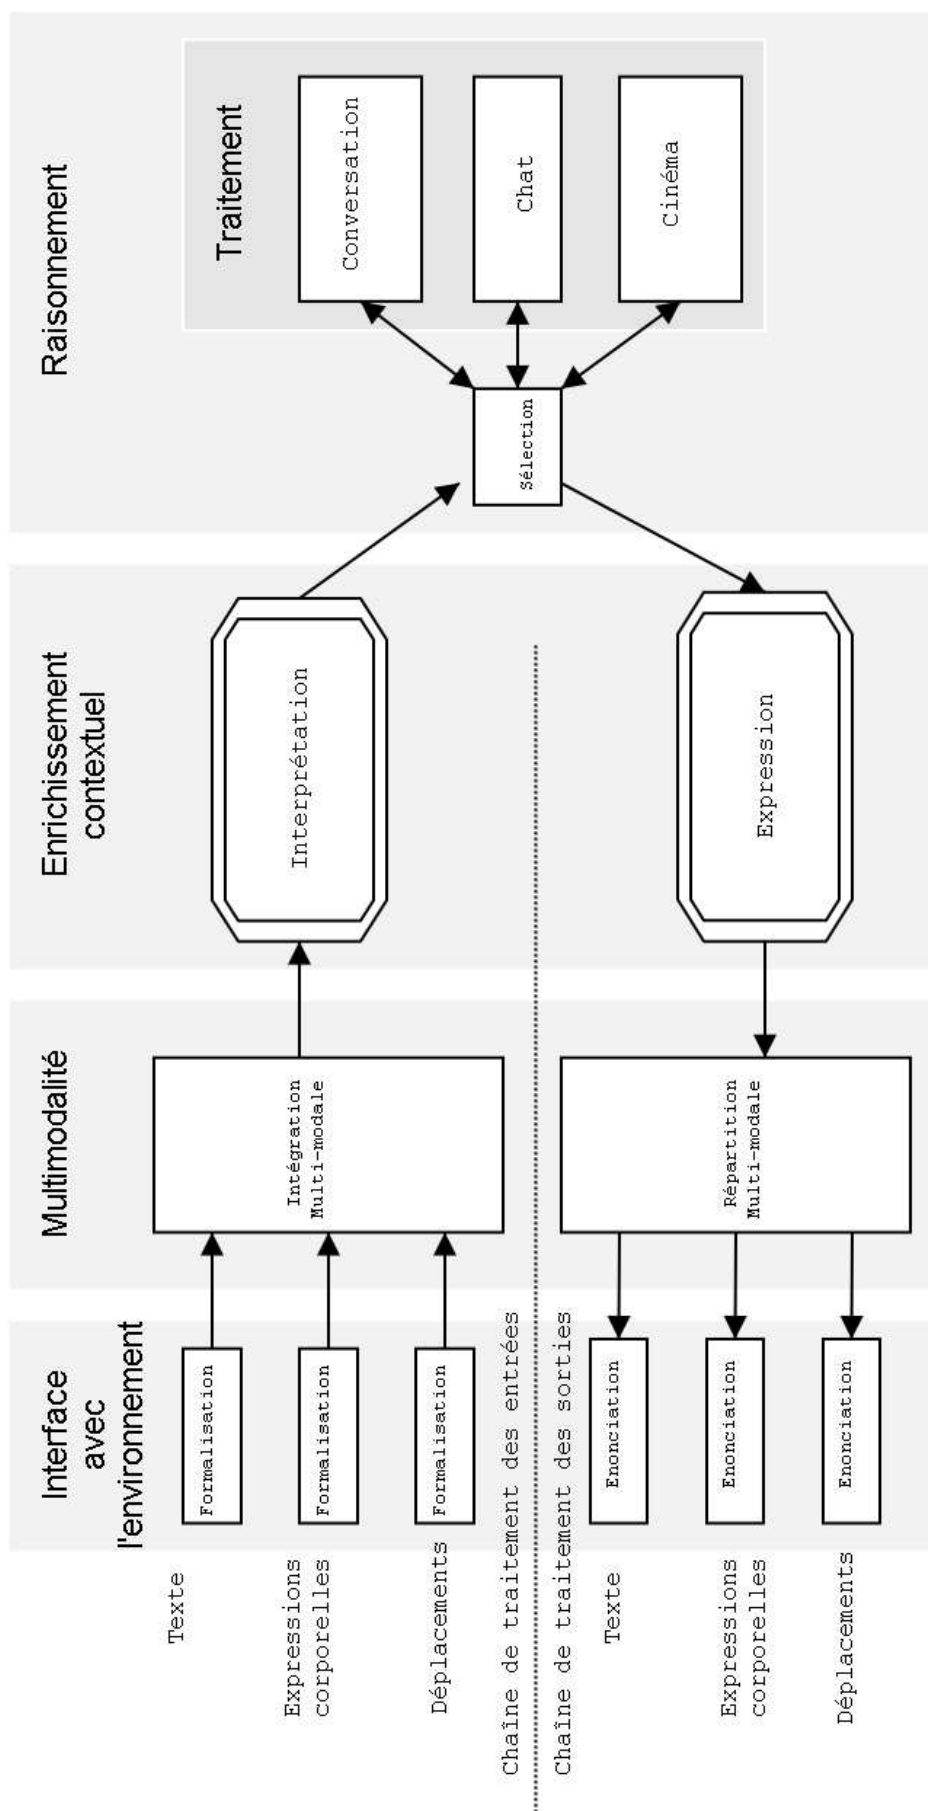 Interface
avec
l'environnement
Multimodalité
Enrichissement
contextuel
Raisonnement
Traitement
Texte
Formalisation
Expressions
corporelles
Formalisation
Déplacements
Formalisation
Intégration
Multi-modale
Interprétation
Sélection
Conversation
Chat
Cinéma
Chaîne de traitement des entrées
Chaîne de traitement des sorties
Texte
Enonciation
Expressions
corporelles
Enonciation
Déplacements
Enonciation
Répartition
Multi-modale
Expression